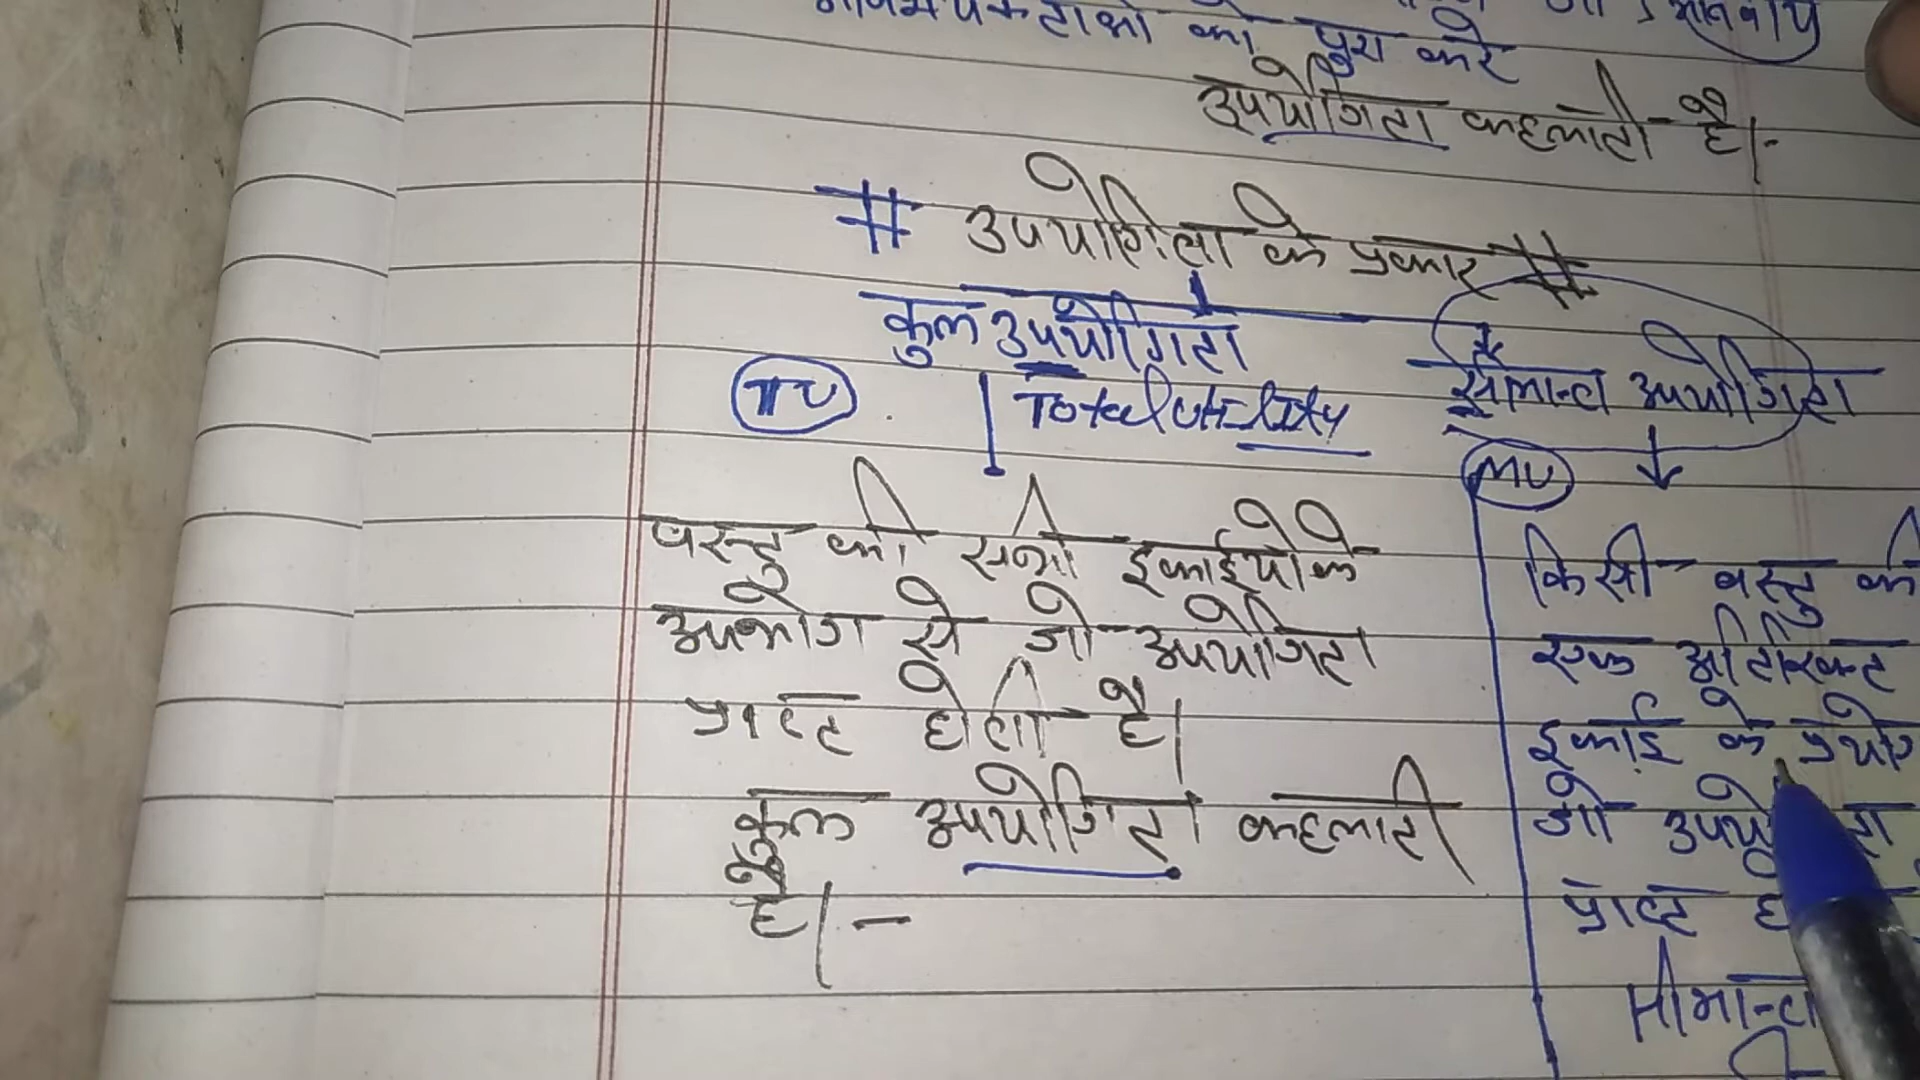 को पुरा करे
उपयोगिता कहलाती है।-
# उपयोगिता के प्रकार #
कुल उपयोगिता
सीमान्त उपयोगिता
TU
Total utility
MU
वस्तु की सभी इकाईयो के
उपभोग से जो उपयोगिता
प्राप्त होती है।
कुल उपयोगिता कहलाती
है।-
किसी वस्तु की
एक अतिरिक्त
इकाई के
जो
प्राप्त